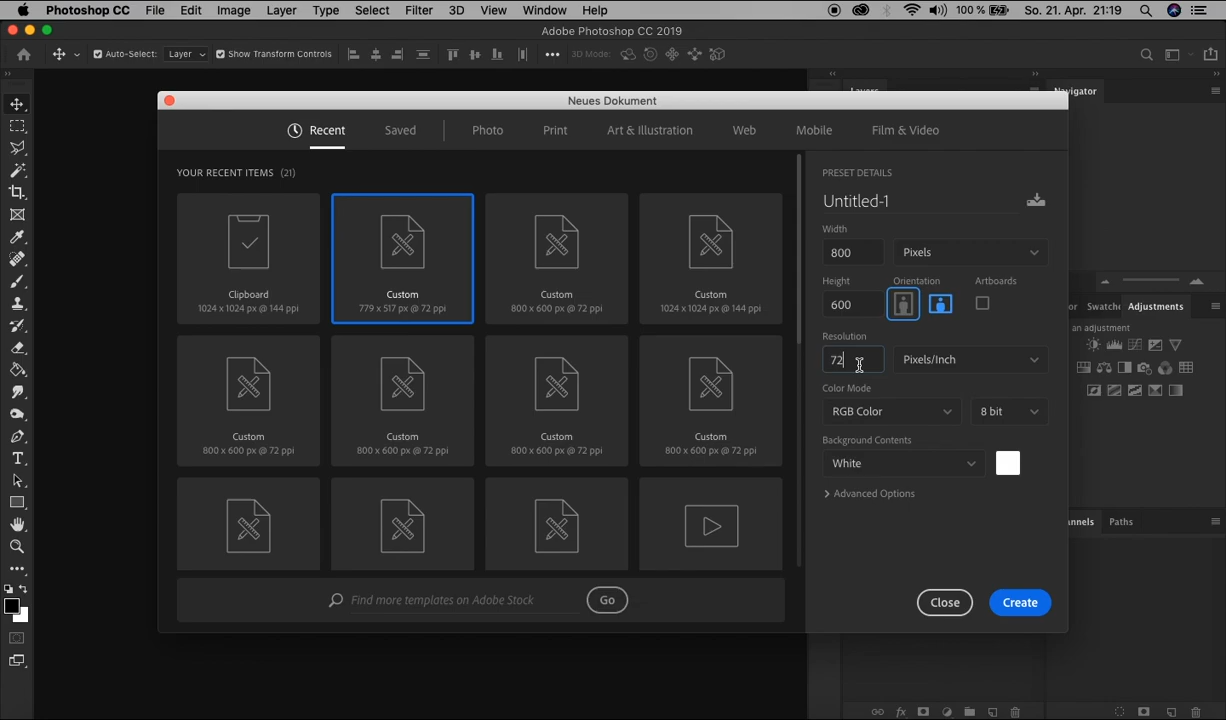 Photoshop CC File Edit Image Layer Type Select Filter 3D View Window Help 100 % So. 21. Apr. 21:19
Adobe Photoshop CC 2019
Auto-Select: Layer Show Transform Controls 3D Mode:
Layers Navigator
Neues Dokument
Recent Saved Photo Print Art & Illustration Web Mobile Film & Video
YOUR RECENT ITEMS (21)
PRESET DETAILS
Untitled-1
Width
800 Pixels
Height Orientation Artboards
600
Resolution
72 Pixels/Inch
Color Mode
RGB Color 8 bit
Background Contents
White
Advanced Options
Clipboard
1024 x 1024 px @ 144 ppi
Custom
779 x 517 px @ 72 ppi
Custom
800 x 600 px @ 72 ppi
Custom
1024 x 1024 px @ 144 ppi
Custom
800 x 600 px @ 72 ppi
Custom
800 x 600 px @ 72 ppi
Custom
800 x 600 px @ 72 ppi
Custom
800 x 600 px @ 72 ppi
Find more templates on Adobe Stock Go
Close Create
or Swatche Adjustments
an adjustment
annels Paths